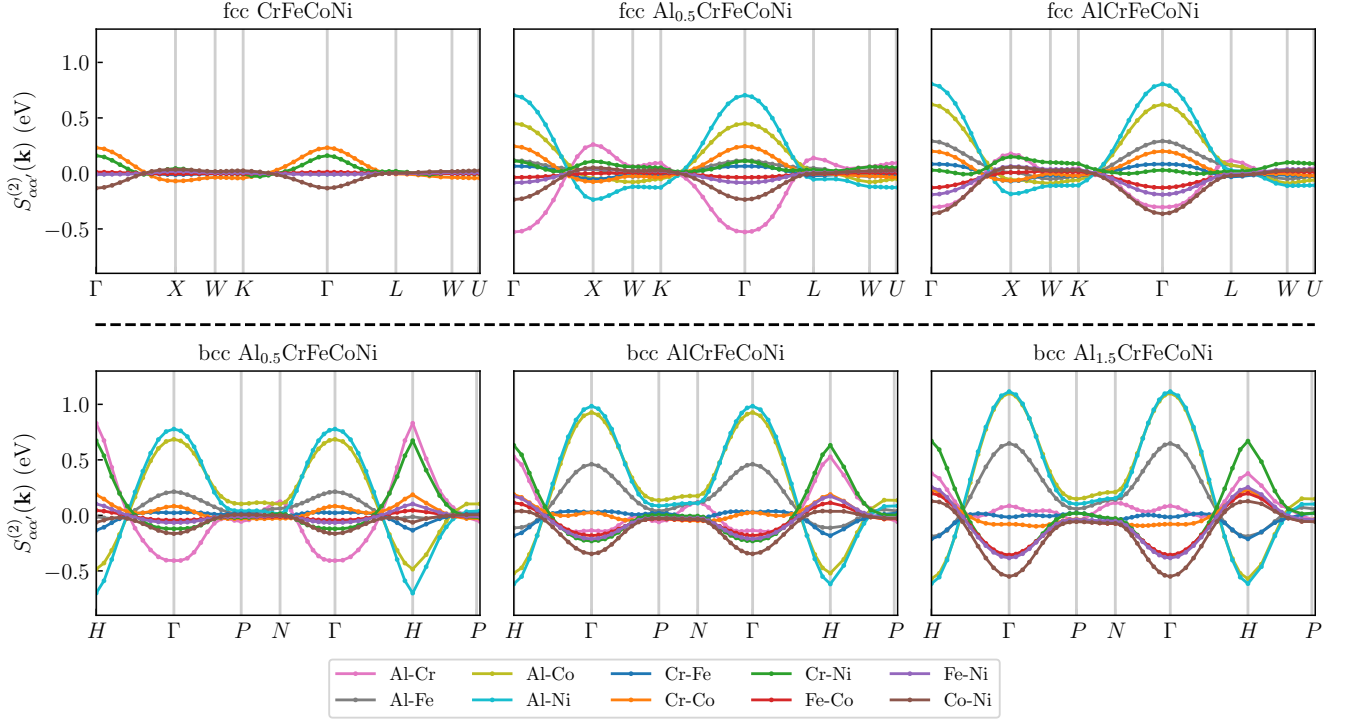 fcc CrFeCoNi
fcc Al0.5CrFeCoNi
fcc AlCrFeCoNi
S(2)αα′(k) (eV)
1.0
0.5
0.0
−0.5
Γ X W K Γ L W U
Γ X W K Γ L W U
Γ X W K Γ L W U
bcc Al0.5CrFeCoNi
bcc AlCrFeCoNi
bcc Al1.5CrFeCoNi
S(2)αα′(k) (eV)
1.0
0.5
0.0
−0.5
H Γ P N Γ H P
H Γ P N Γ H P
H Γ P N Γ H P
Al-Cr Al-Co Cr-Fe Cr-Ni Fe-Ni
Al-Fe Al-Ni Cr-Co Fe-Co Co-Ni